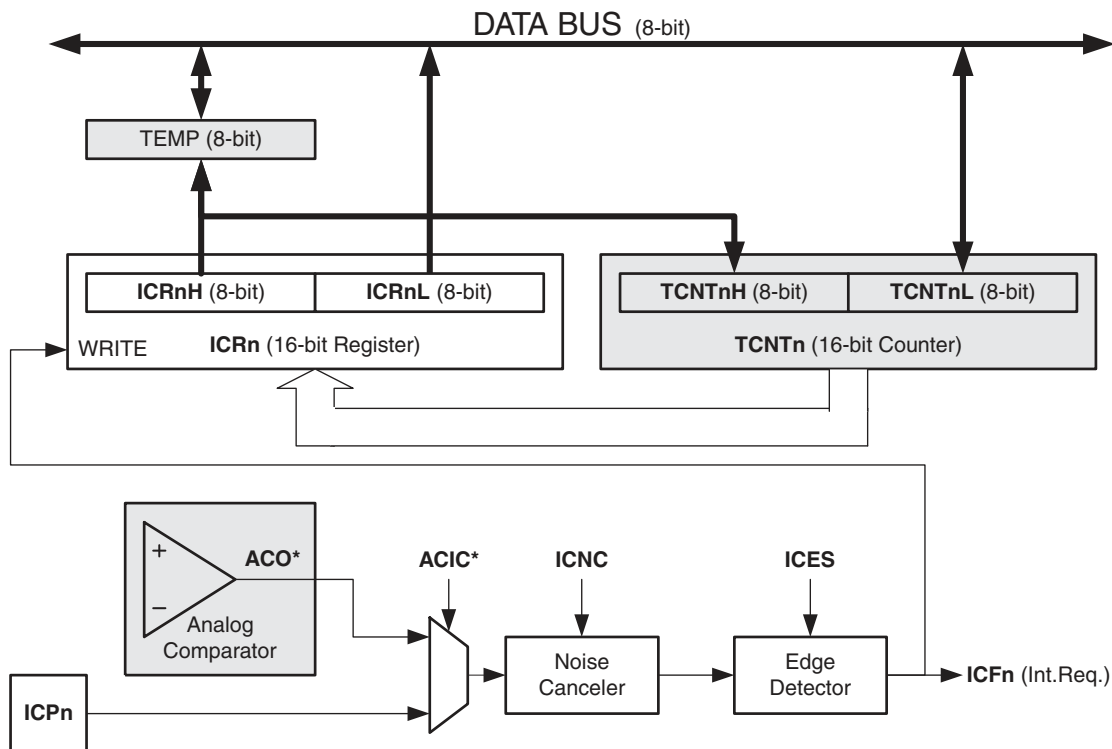 DATA BUS (8-bit)
TEMP (8-bit)
ICRnH (8-bit) ICRnL (8-bit) TCNTnH (8-bit) TCNTnL (8-bit)
WRITE ICRn (16-bit Register) TCNTn (16-bit Counter)
+ ACO* ACIC* ICNC ICES
−
Analog
Comparator
Noise
Canceler
Edge
Detector
ICFn (Int.Req.)
ICPn